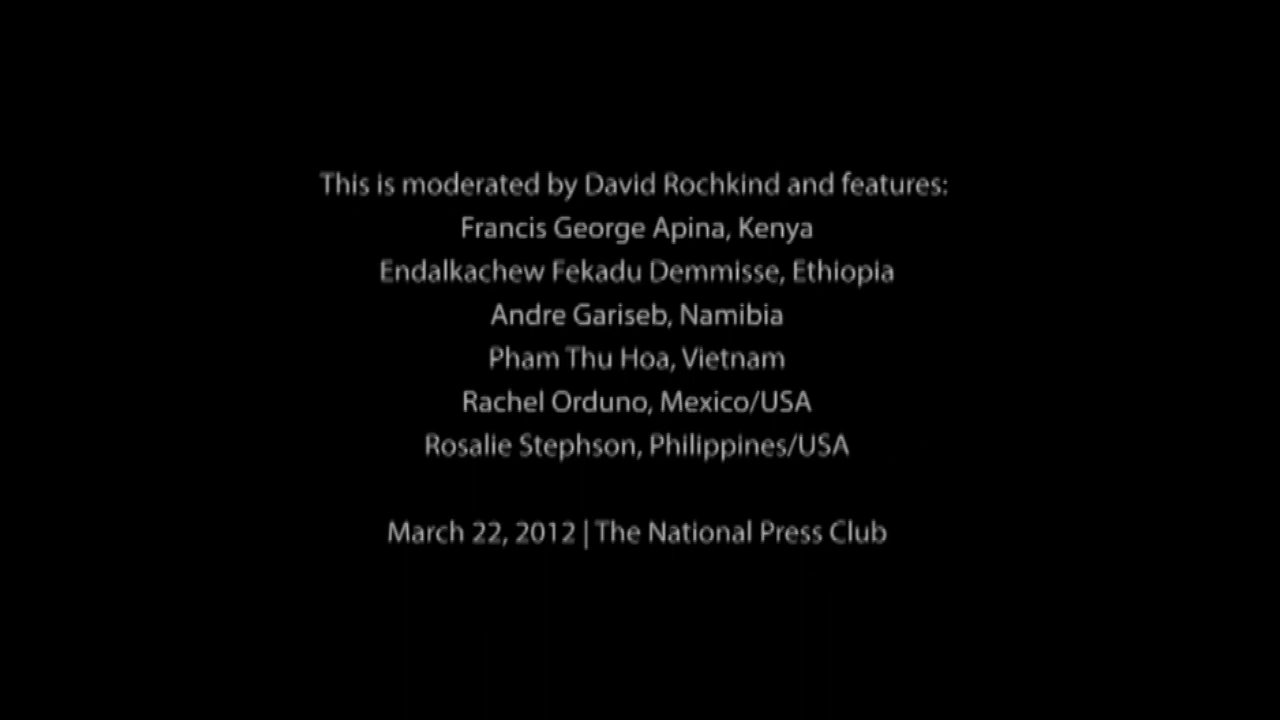 This is moderated by David Rochkind and features:
Francis George Apina, Kenya
Endalkachew Fekadu Demmisse, Ethiopia
Andre Gariseb, Namibia
Pham Thu Hoa, Vietnam
Rachel Orduno, Mexico/USA
Rosalie Stephson, Philippines/USA
March 22, 2012 | The National Press Club